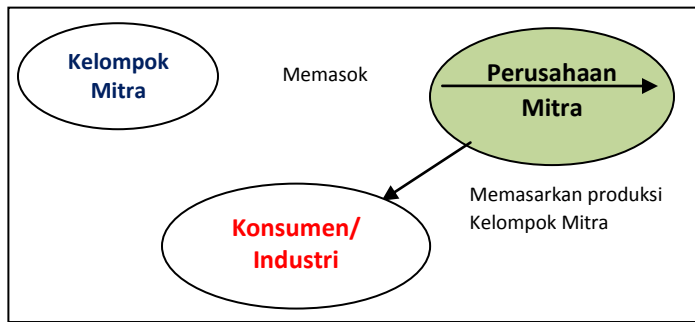 Kelompok
Mitra
Memasok
Perusahaan
Mitra
Memasarkan produksi
Kelompok Mitra
Konsumen/
Industri